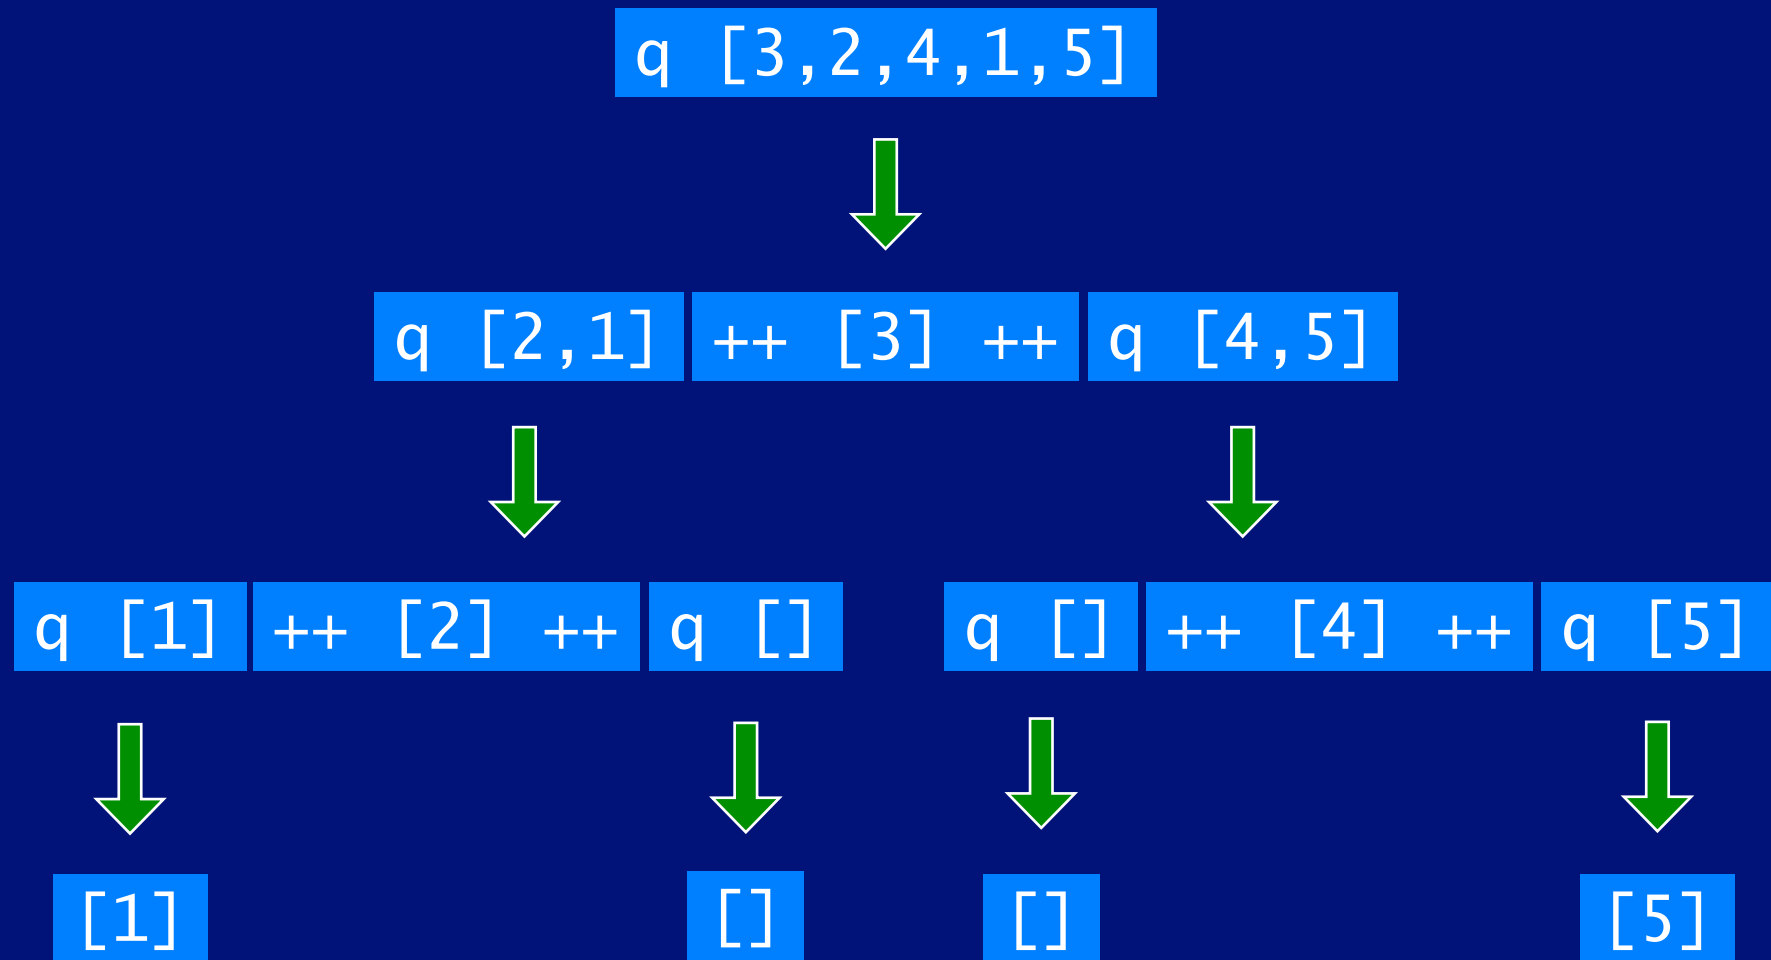 q [3,2,4,1,5]
q [2,1] ++ [3] ++ q [4,5]
q [1] ++ [2] ++ q [] q [] ++ [4] ++ q [5]
[1] [] [] [5]